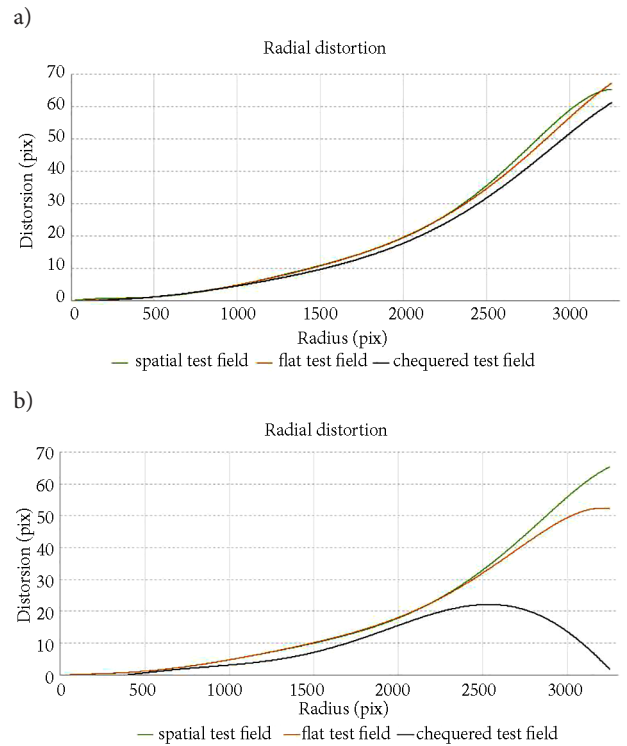 a)
Radial distortion
70
60
50
40
30
20
10
0
Distorsion (pix)
0 500 1000 1500 2000 2500 3000
Radius (pix)
spatial test field flat test field chequered test field
b)
Radial distortion
70
60
50
40
30
20
10
0
Distorsion (pix)
0 500 1000 1500 2000 2500 3000
Radius (pix)
spatial test field flat test field chequered test field